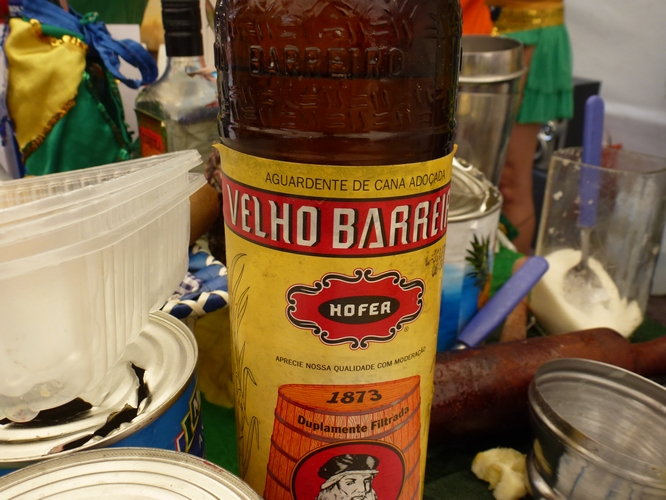 BARREIRO
AGUARDENTE DE CANA ADOÇADA
VELHO BARREI
HOFER
®
APRECIE NOSSA QUALIDADE COM MODERAÇÃO
1873
Duplamente Filtrada